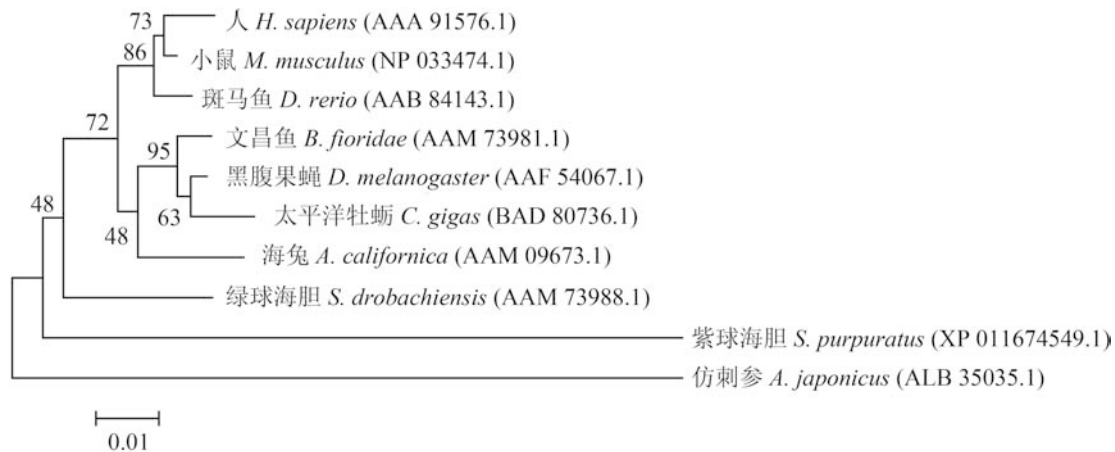 73
人 H. sapiens (AAA 91576.1)
86
小鼠 M. musculus (NP 033474.1)
斑马鱼 D. rerio (AAB 84143.1)
72
文昌鱼 B. fioridae (AAM 73981.1)
95
黑腹果蝇 D. melanogaster (AAF 54067.1)
48
63
太平洋牡蛎 C. gigas (BAD 80736.1)
48
海兔 A. californica (AAM 09673.1)
绿球海胆 S. drobachiensis (AAM 73988.1)
紫球海胆 S. purpuratus (XP 011674549.1)
仿刺参 A. japonicus (ALB 35035.1)
0.01